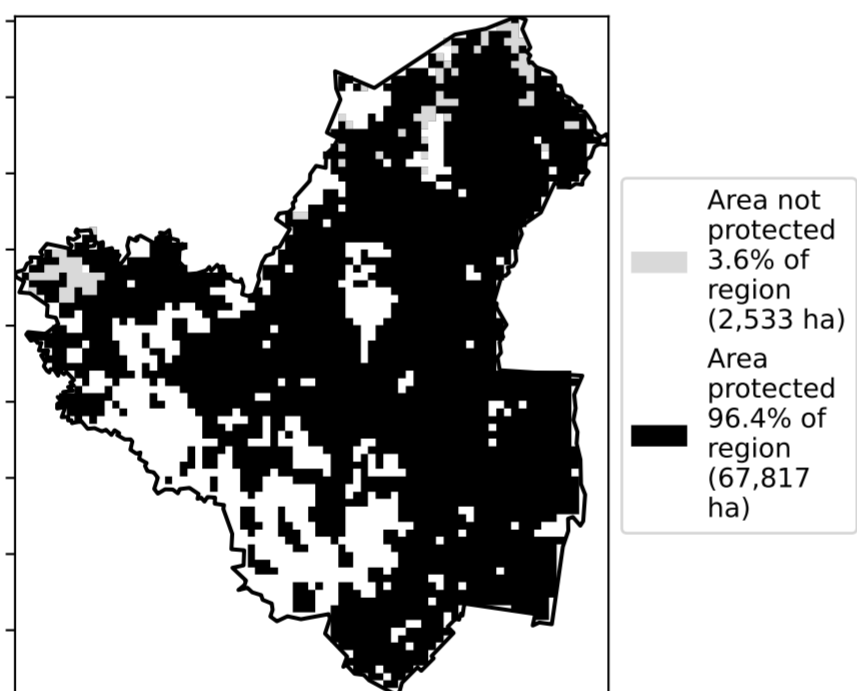 Area not
protected
3.6% of
region
(2,533 ha)
Area
protected
96.4% of
region
(67,817
ha)